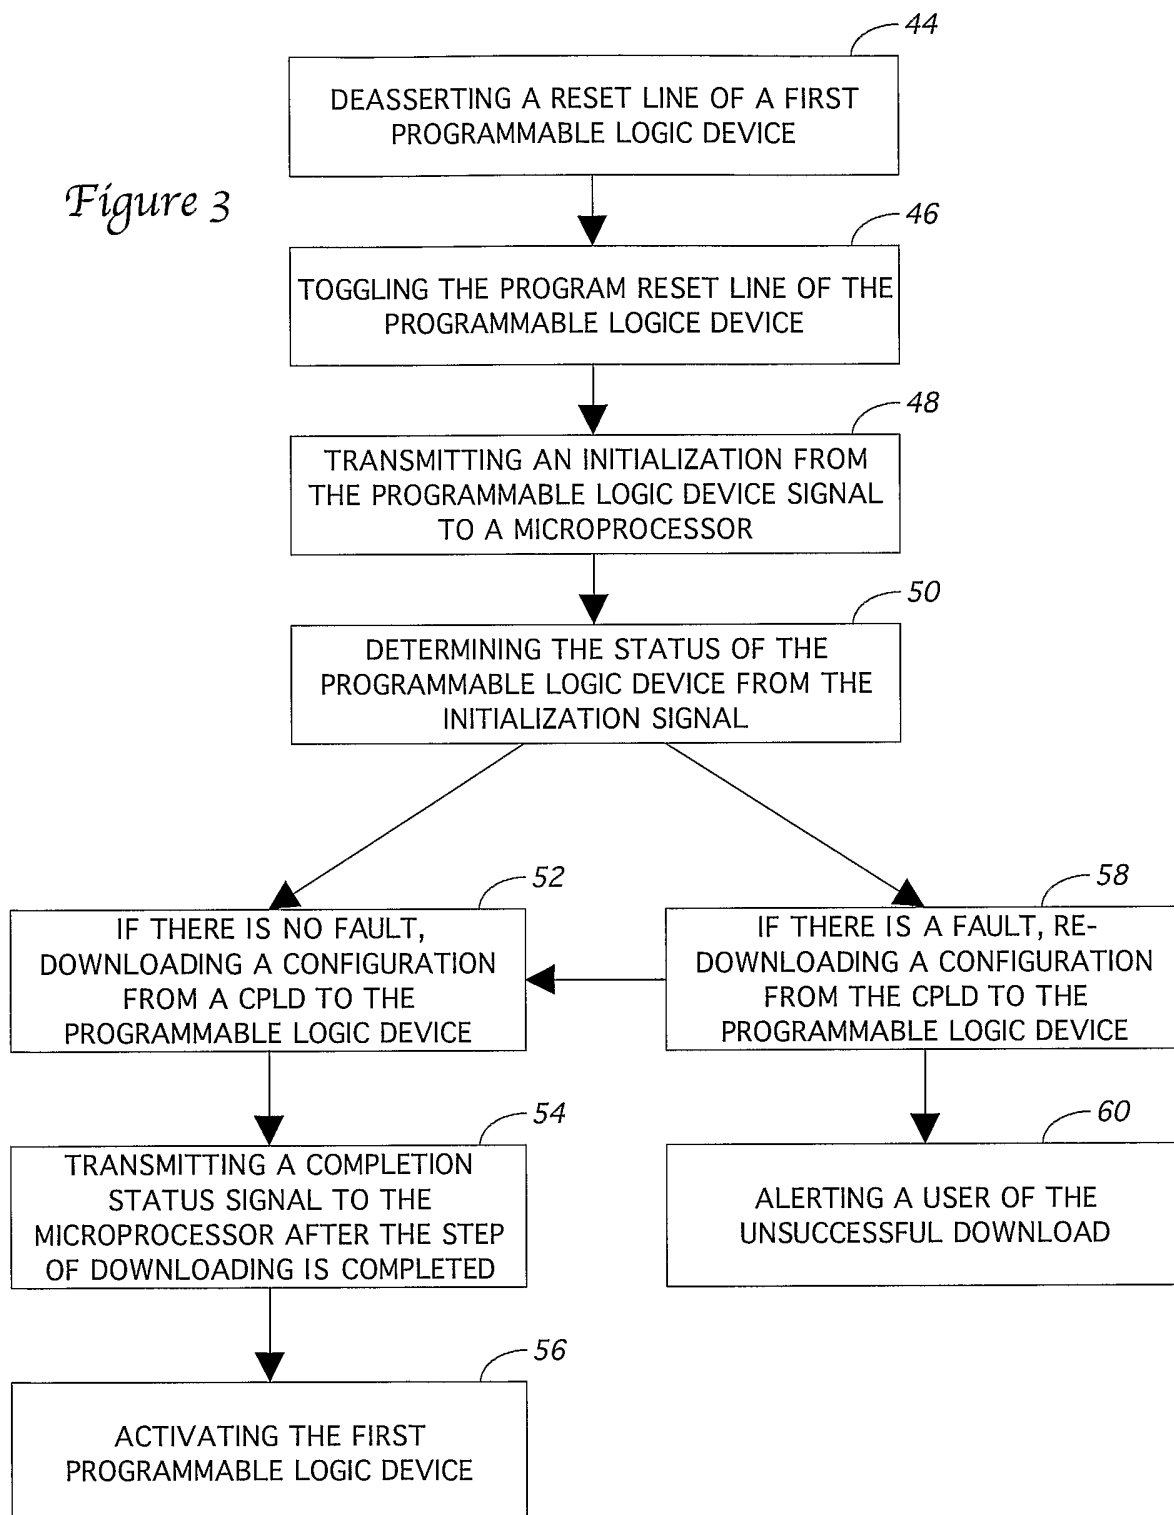 44
DEASSERTING A RESET LINE OF A FIRST
PROGRAMMABLE LOGIC DEVICE
Figure 3
46
TOGGLING THE PROGRAM RESET LINE OF THE
PROGRAMMABLE LOGICE DEVICE
48
TRANSMITTING AN INITIALIZATION FROM
THE PROGRAMMABLE LOGIC DEVICE SIGNAL
TO A MICROPROCESSOR
50
DETERMINING THE STATUS OF THE
PROGRAMMABLE LOGIC DEVICE FROM THE
INITIALIZATION SIGNAL
52
IF THERE IS NO FAULT,
DOWNLOADING A CONFIGURATION
FROM A CPLD TO THE
PROGRAMMABLE LOGIC DEVICE
58
IF THERE IS A FAULT, RE-
DOWNLOADING A CONFIGURATION
FROM THE CPLD TO THE
PROGRAMMABLE LOGIC DEVICE
54
TRANSMITTING A COMPLETION
STATUS SIGNAL TO THE
MICROPROCESSOR AFTER THE STEP
OF DOWNLOADING IS COMPLETED
60
ALERTING A USER OF THE
UNSUCCESSFUL DOWNLOAD
56
ACTIVATING THE FIRST
PROGRAMMABLE LOGIC DEVICE